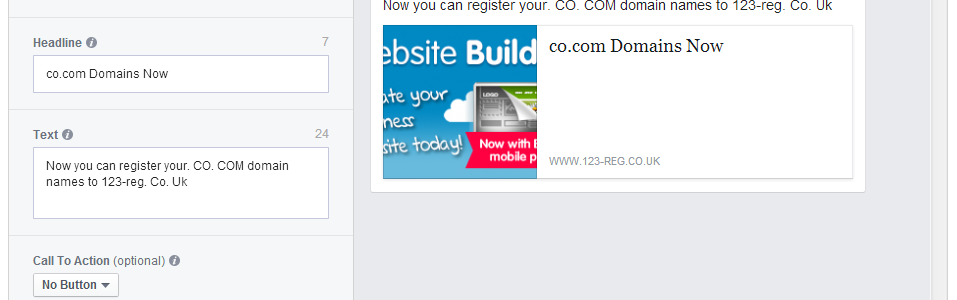 Now you can register your. CO. COM domain names to 123-reg. Co. Uk
Headline
7
co.com Domains Now
Text
24
Now you can register your. CO. COM domain
names to 123-reg. Co. Uk
Call To Action (optional)
No Button
ebsite Build
ate your
ness
site today!
LOGO
Now with
mobile p
co.com Domains Now
WWW.123-REG.CO.UK